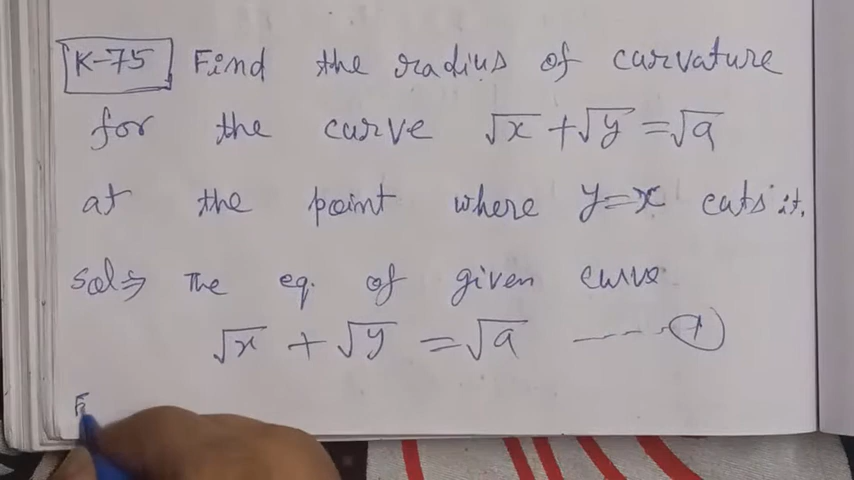 K-75 Find the radius of curvature
for the curve √x + √y = √a
at the point where y=x cuts it.
Sol⇒ The eq. of given curve
√x + √y = √a ---- ①
F